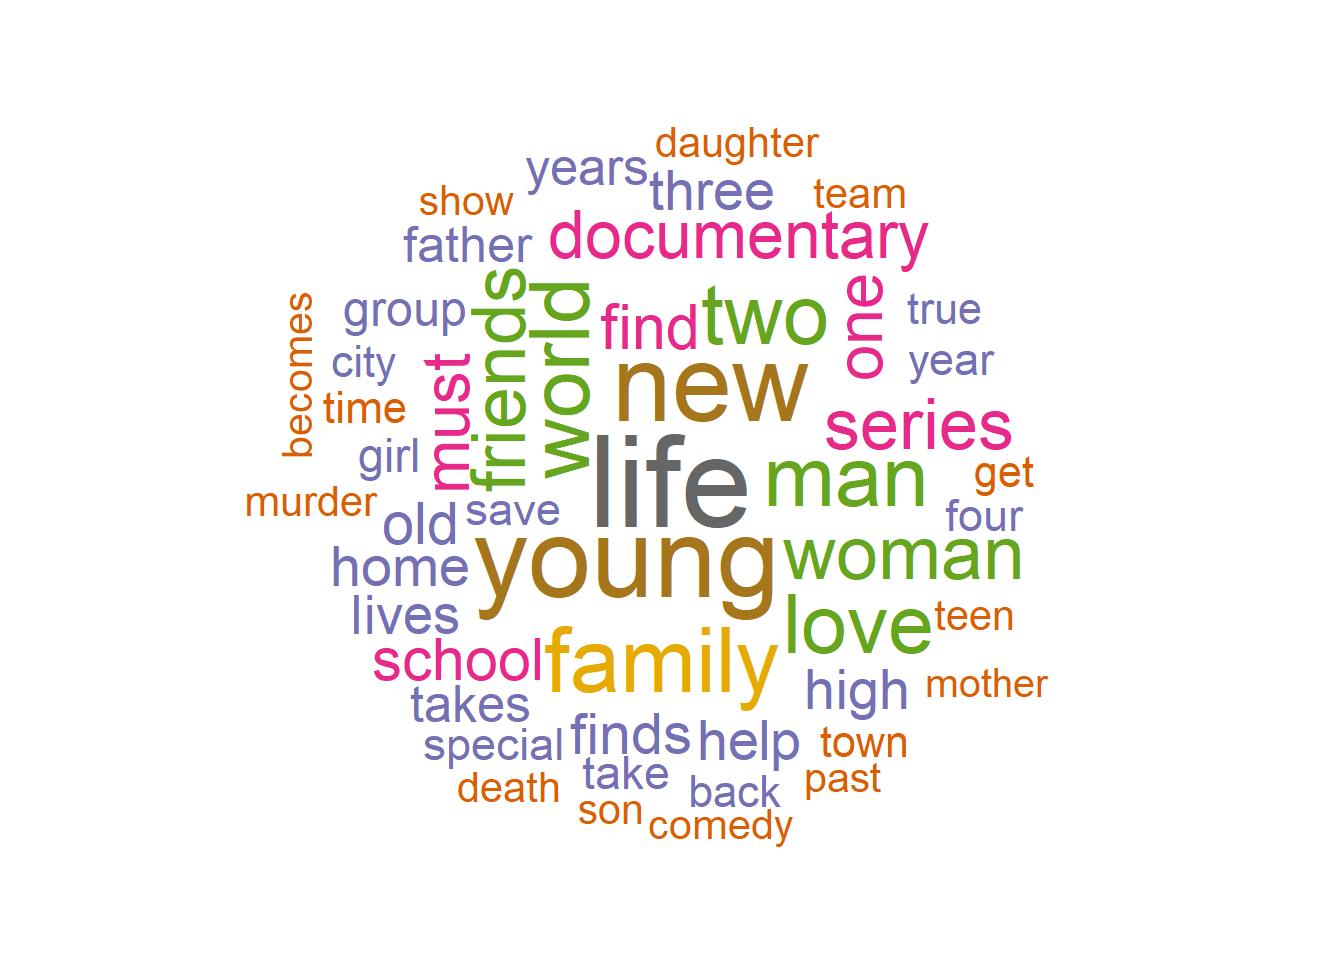 daughter
years
three
team
show
documentary
father
friends
world
becomes
group
find
two
one
true
city
must
new
year
time
series
girl
life
man
get
murder
old
save
four
home
young
woman
lives
love
teen
school
family
high
mother
takes
special
finds
help
town
death
take
back
past
son
comedy